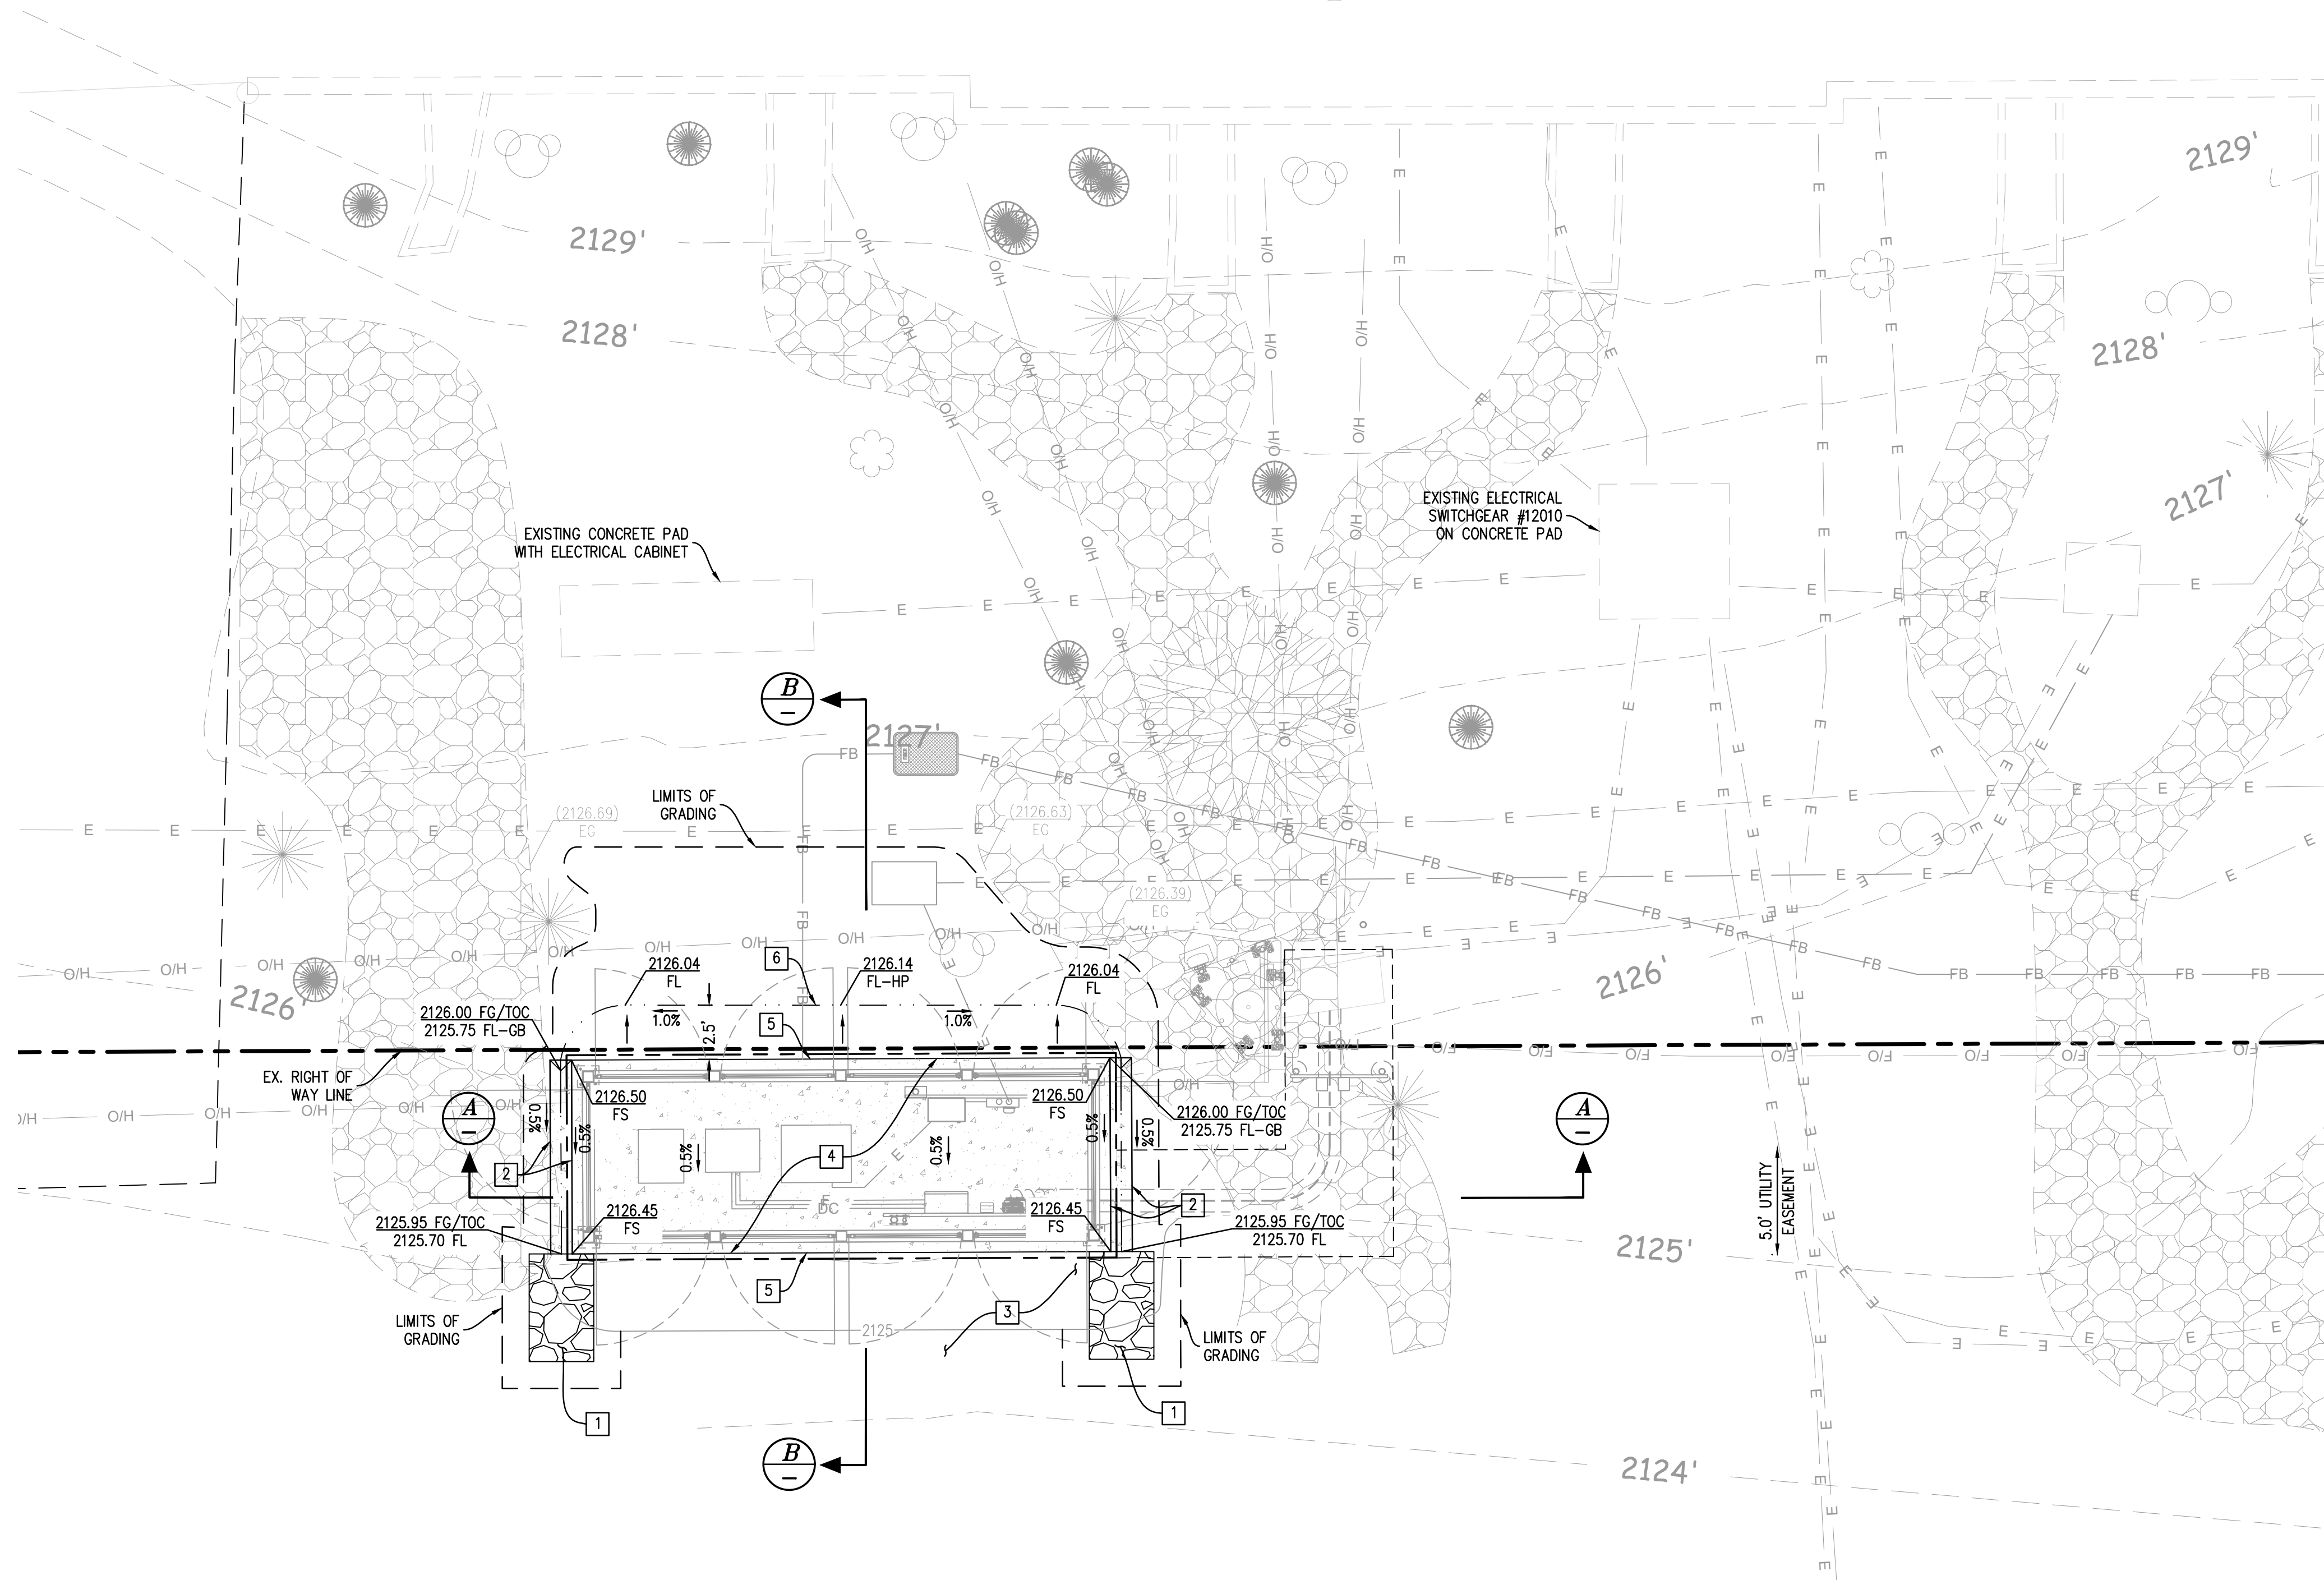 2129'
2129'
2128'
2128'
2127'
EXISTING ELECTRICAL
SWITCHGEAR #12010
ON CONCRETE PAD
EXISTING CONCRETE PAD
WITH ELECTRICAL CABINET
B
2127'
FB
LIMITS OF
GRADING
(2126.69)
EG
(2126.63)
EG
(2126.39)
EG
2126'
2126'
6
2126.04
FL
2126.14
FL-HP
2126.04
FL
2126.00 FG/TOC
2125.75 FL-GB
1.0%
2.5'
5
1.0%
EX. RIGHT OF
WAY LINE
A
0.5%
0.5%
2126.50
FS
2126.50
FS
2126.00 FG/TOC
2125.75 FL-GB
0.5%
0.5%
A
2
0.5%
4
0.5%
E
DC
2
5.0' UTILITY
EASEMENT
2126.45
FS
2126.45
FS
2125.95 FG/TOC
2125.70 FL
2125.95 FG/TOC
2125.70 FL
2125'
5
3
LIMITS OF
GRADING
2125
LIMITS OF
GRADING
1
1
B
2124'
E
O/H
FB